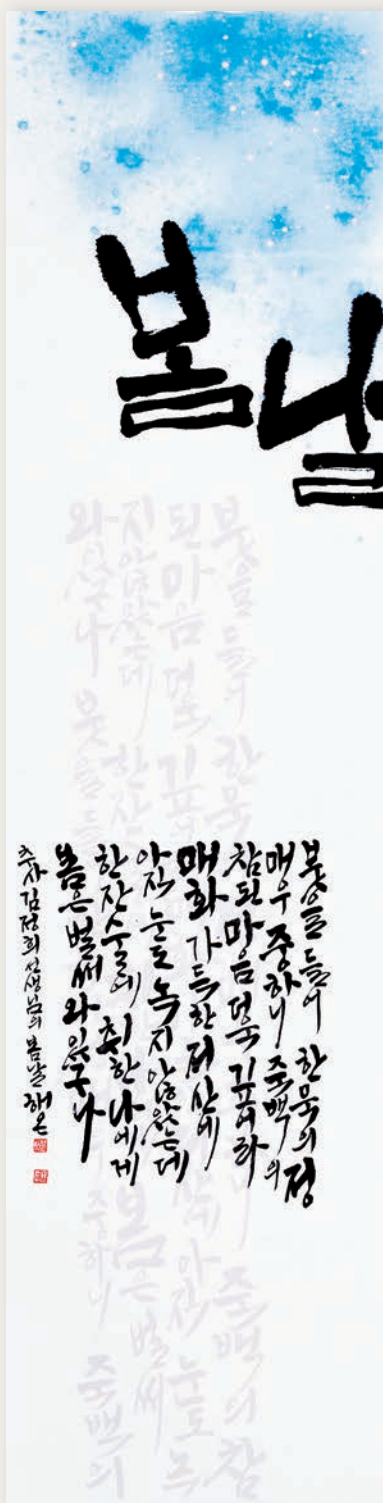 봄날
붓을 들어 한묵의 정
매우 중하니 죽백의
참된 마음 더욱 깊어라
매화 가득한 저 산에
아직 눈도 녹지 않았는데
한잔 술에 취한 나에게
봄은 벌써 와있구나
추사 김정희 선생님의 봄날 해온